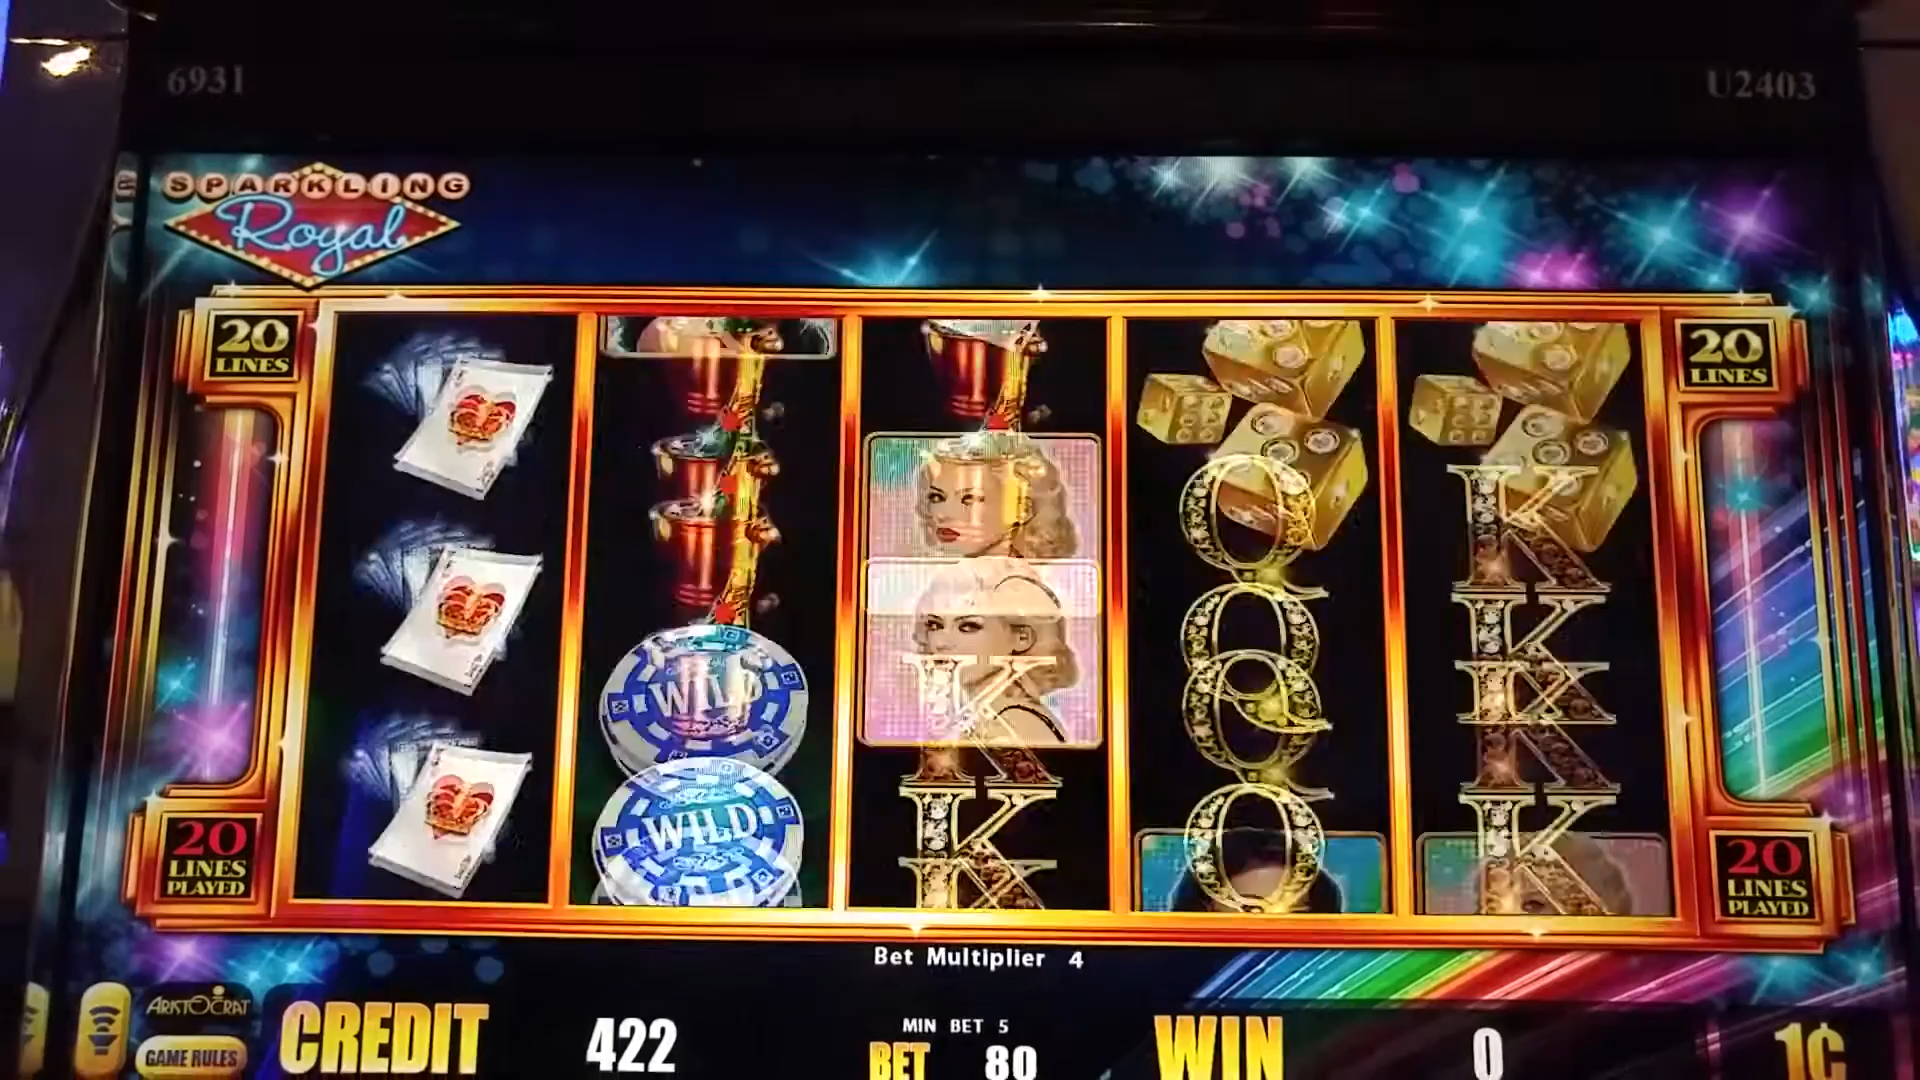 6931
U2403
SPARKLING
Royal
20
LINES
20
LINES
WILD
WILD
Q
Q
Q
Q
K
K
K
K
K
K
K
20
LINES
PLAYED
20
LINES
PLAYED
Bet Multiplier 4
ARISTOCRAT
GAME RULES
CREDIT 422
MIN BET 5
BET 80
WIN 0
1¢